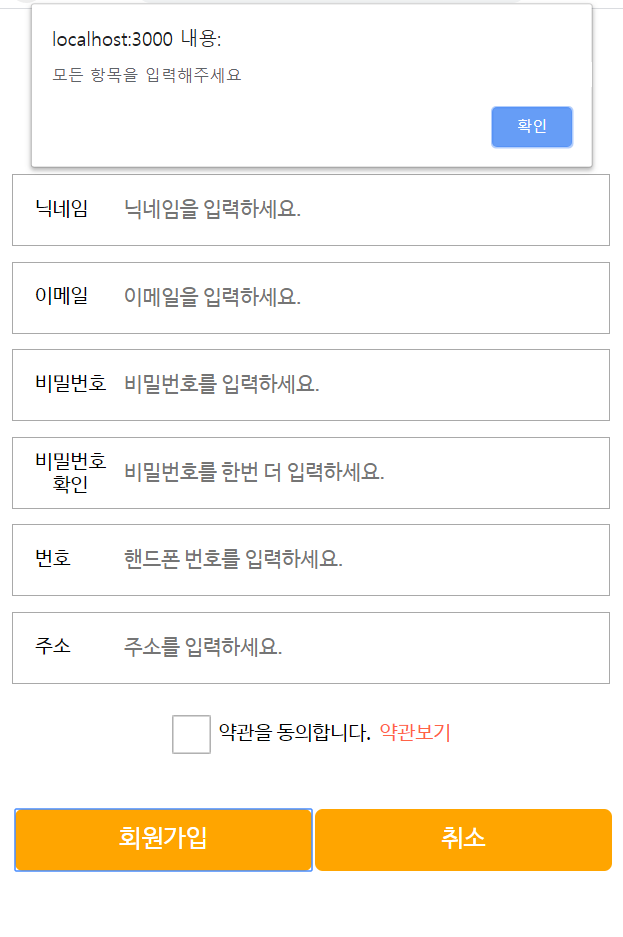 localhost:3000 내용:
모든 항목을 입력해주세요
확인
닉네임 닉네임을 입력하세요.
이메일 이메일을 입력하세요.
비밀번호 비밀번호를 입력하세요.
비밀번호
확인
비밀번호를 한번 더 입력하세요.
번호 핸드폰 번호를 입력하세요.
주소 주소를 입력하세요.
약관을 동의합니다. 약관보기
회원가입 취소